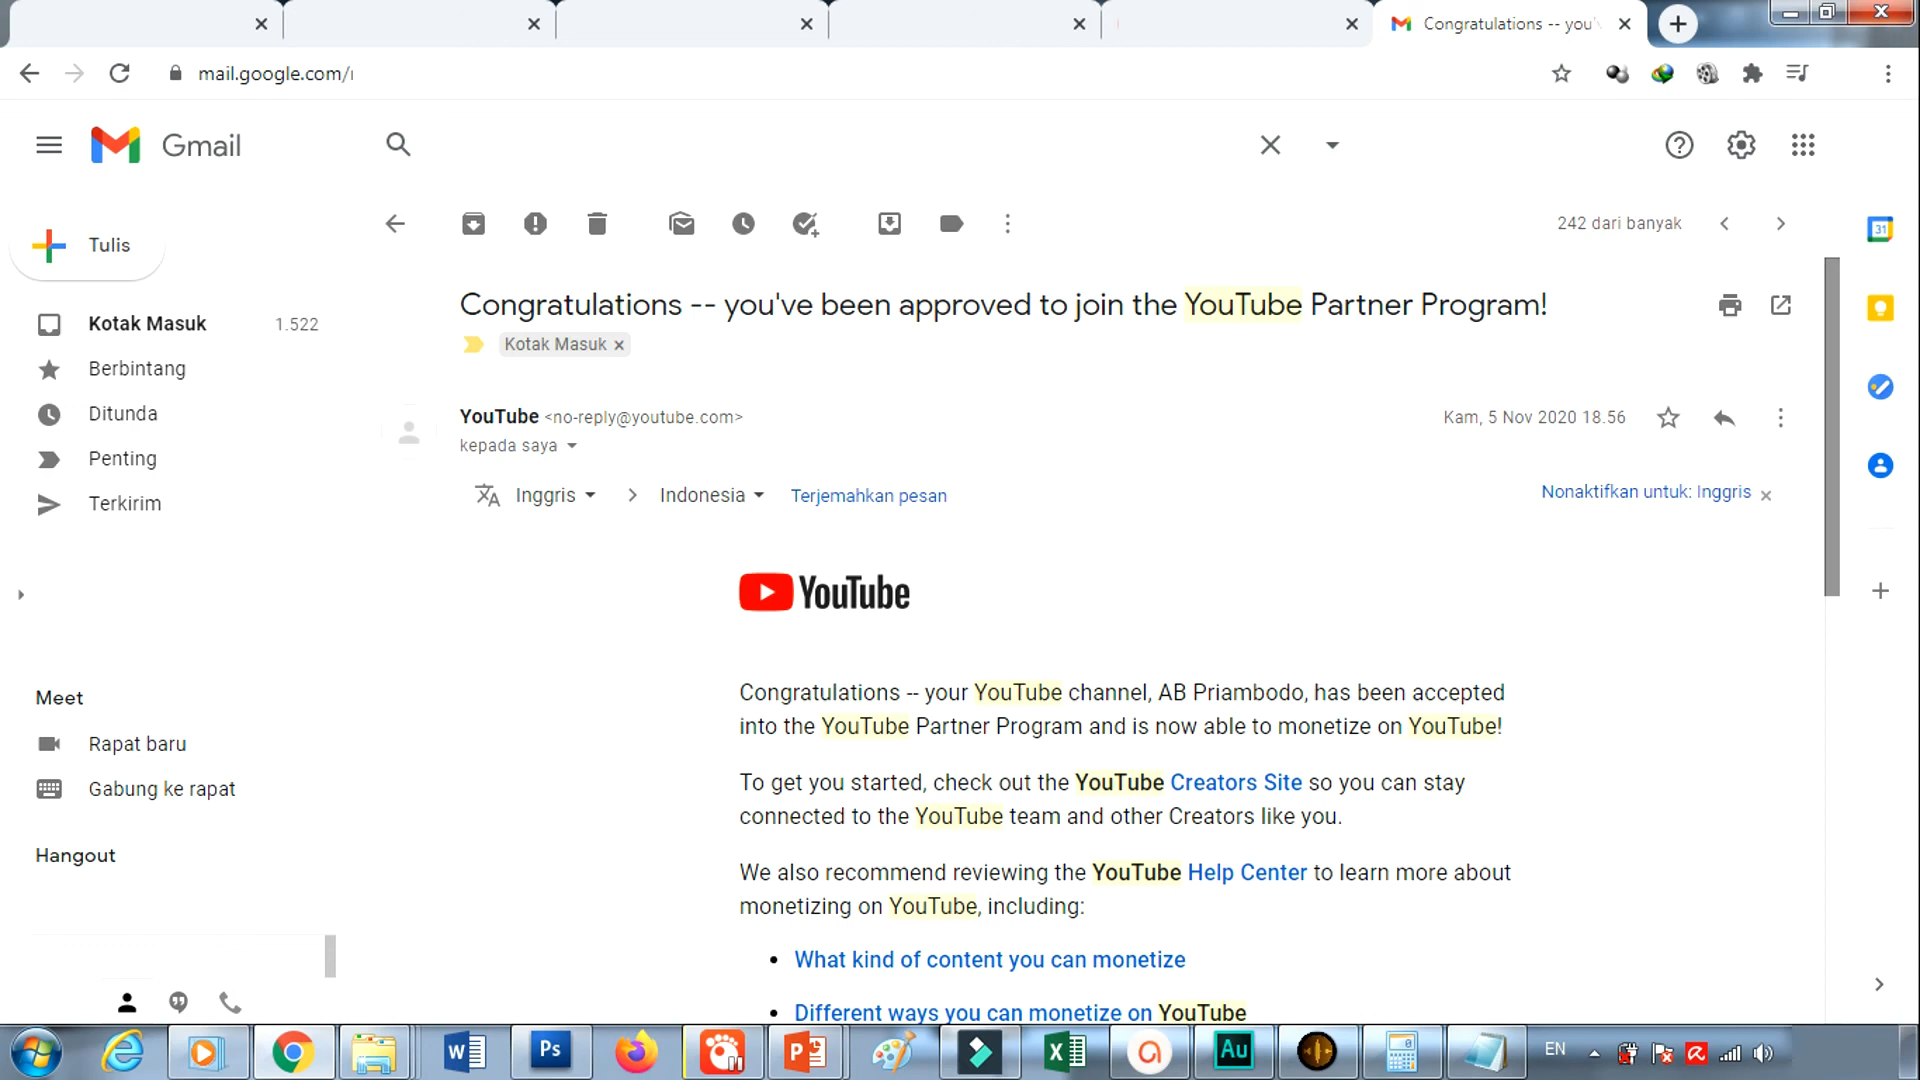 Congratulations -- you'
mail.google.com/
Gmail
242 dari banyak
31
Tulis
Congratulations -- you've been approved to join the YouTube Partner Program!
Kotak Masuk 1.522
Kotak Masuk ×
Berbintang
Ditunda
YouTube <no-reply@youtube.com>
Kam, 5 Nov 2020 18.56
kepada saya
Penting
Terkirim
Inggris > Indonesia Terjemahkan pesan
Nonaktifkan untuk: Inggris ×
YouTube
Meet
Rapat baru
Gabung ke rapat
Hangout
Congratulations -- your YouTube channel, AB Priambodo, has been accepted
into the YouTube Partner Program and is now able to monetize on YouTube!
To get you started, check out the YouTube Creators Site so you can stay
connected to the YouTube team and other Creators like you.
We also recommend reviewing the YouTube Help Center to learn more about
monetizing on YouTube, including:
• What kind of content you can monetize
• Different ways you can monetize on YouTube
W Ps P X Au EN